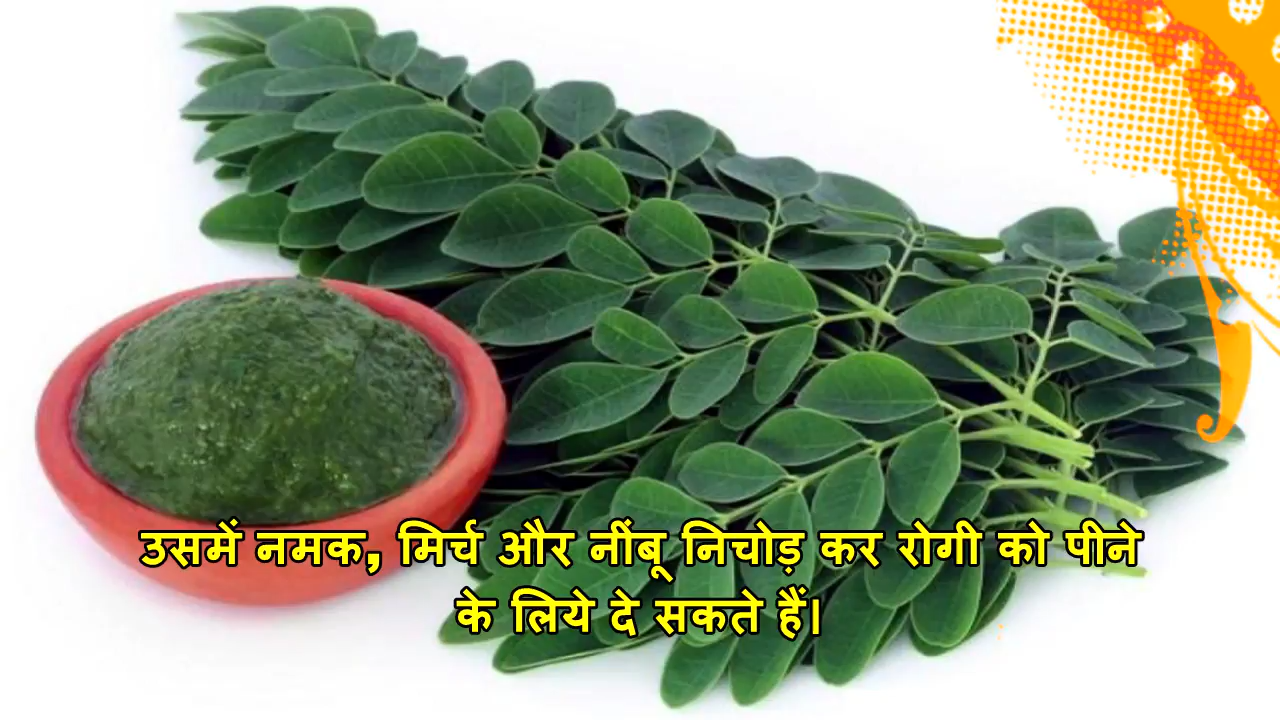 उसमें नमक, मिर्च और नींबू निचोड़ कर रोगी को पीने
के लिये दे सकते हैं।